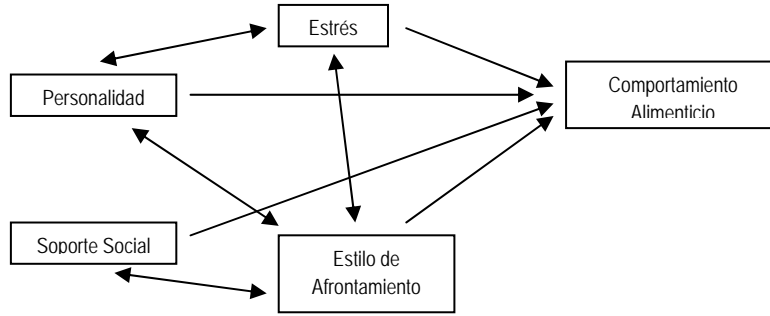 Estrés
Personalidad
Comportamiento
Alimenticio
Soporte Social
Estilo de
Afrontamiento